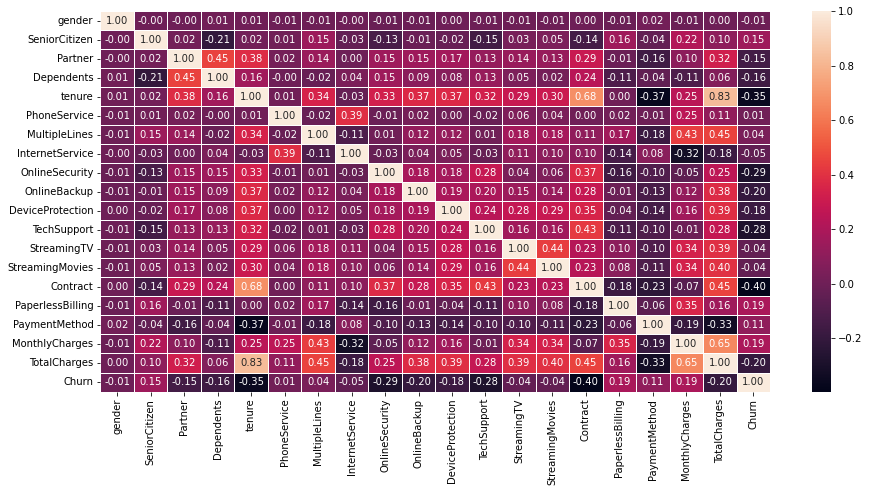 gender 1.00 -0.00 -0.00 0.01 0.01 -0.01 -0.01 -0.00 -0.01 -0.01 0.00 -0.01 -0.01 -0.01 0.00 -0.01 0.02 -0.01 0.00 -0.01
SeniorCitizen -0.00 1.00 0.02 -0.21 0.02 0.01 0.15 -0.03 -0.13 -0.01 -0.02 -0.15 0.03 0.05 -0.14 0.16 -0.04 0.22 0.10 0.15
Partner -0.00 0.02 1.00 0.45 0.38 0.02 0.14 0.00 0.15 0.15 0.17 0.13 0.14 0.13 0.29 -0.01 -0.16 0.10 0.32 -0.15
Dependents 0.01 -0.21 0.45 1.00 0.16 -0.00 -0.02 0.04 0.15 0.09 0.08 0.13 0.05 0.02 0.24 -0.11 -0.04 -0.11 0.06 -0.16
tenure 0.01 0.02 0.38 0.16 1.00 0.01 0.34 -0.03 0.33 0.37 0.37 0.32 0.29 0.30 0.68 0.00 -0.37 0.25 0.83 -0.35
PhoneService -0.01 0.01 0.02 -0.00 0.01 1.00 -0.02 0.39 -0.01 0.02 0.00 -0.02 0.06 0.04 0.00 0.02 -0.01 0.25 0.11 0.01
MultipleLines -0.01 0.15 0.14 -0.02 0.34 -0.02 1.00 -0.11 0.01 0.12 0.12 0.01 0.18 0.18 0.11 0.17 -0.18 0.43 0.45 0.04
InternetService -0.00 -0.03 0.00 0.04 -0.03 0.39 -0.11 1.00 -0.03 0.04 0.05 -0.03 0.11 0.10 0.10 -0.14 0.08 -0.32 -0.18 -0.05
OnlineSecurity -0.01 -0.13 0.15 0.15 0.33 -0.01 0.01 -0.03 1.00 0.18 0.18 0.28 0.04 0.06 0.37 -0.16 -0.10 -0.05 0.25 -0.29
OnlineBackup -0.01 -0.01 0.15 0.09 0.37 0.02 0.12 0.04 0.18 1.00 0.19 0.20 0.15 0.14 0.28 -0.01 -0.13 0.12 0.38 -0.20
DeviceProtection 0.00 -0.02 0.17 0.08 0.37 0.00 0.12 0.05 0.18 0.19 1.00 0.24 0.28 0.29 0.35 -0.04 -0.14 0.16 0.39 -0.18
TechSupport -0.01 -0.15 0.13 0.13 0.32 -0.02 0.01 -0.03 0.28 0.20 0.24 1.00 0.16 0.16 0.43 -0.11 -0.10 -0.01 0.28 -0.28
StreamingTV -0.01 0.03 0.14 0.05 0.29 0.06 0.18 0.11 0.04 0.15 0.28 0.16 1.00 0.44 0.23 0.10 -0.10 0.34 0.39 -0.04
StreamingMovies -0.01 0.05 0.13 0.02 0.30 0.04 0.18 0.10 0.06 0.14 0.29 0.16 0.44 1.00 0.23 0.08 -0.11 0.34 0.40 -0.04
Contract 0.00 -0.14 0.29 0.24 0.68 0.00 0.11 0.10 0.37 0.28 0.35 0.43 0.23 0.23 1.00 -0.18 -0.23 -0.07 0.45 -0.40
PaperlessBilling -0.01 0.16 -0.01 -0.11 0.00 0.02 0.17 -0.14 -0.16 -0.01 -0.04 -0.11 0.10 0.08 -0.18 1.00 -0.06 0.35 0.16 0.19
PaymentMethod 0.02 -0.04 -0.16 -0.04 -0.37 -0.01 -0.18 0.08 -0.10 -0.13 -0.14 -0.10 -0.10 -0.11 -0.23 -0.06 1.00 -0.19 -0.33 0.11
MonthlyCharges -0.01 0.22 0.10 -0.11 0.25 0.25 0.43 -0.32 -0.05 0.12 0.16 -0.01 0.34 0.34 -0.07 0.35 -0.19 1.00 0.65 0.19
TotalCharges 0.00 0.10 0.32 0.06 0.83 0.11 0.45 -0.18 0.25 0.38 0.39 0.28 0.39 0.40 0.45 0.16 -0.33 0.65 1.00 -0.20
Churn -0.01 0.15 -0.15 -0.16 -0.35 0.01 0.04 -0.05 -0.29 -0.20 -0.18 -0.28 -0.04 -0.04 -0.40 0.19 0.11 0.19 -0.20 1.00
gender SeniorCitizen Partner Dependents tenure PhoneService MultipleLines InternetService OnlineSecurity OnlineBackup DeviceProtection TechSupport StreamingTV StreamingMovies Contract PaperlessBilling PaymentMethod MonthlyCharges TotalCharges Churn
1.0
0.8
0.6
0.4
0.2
0.0
−0.2